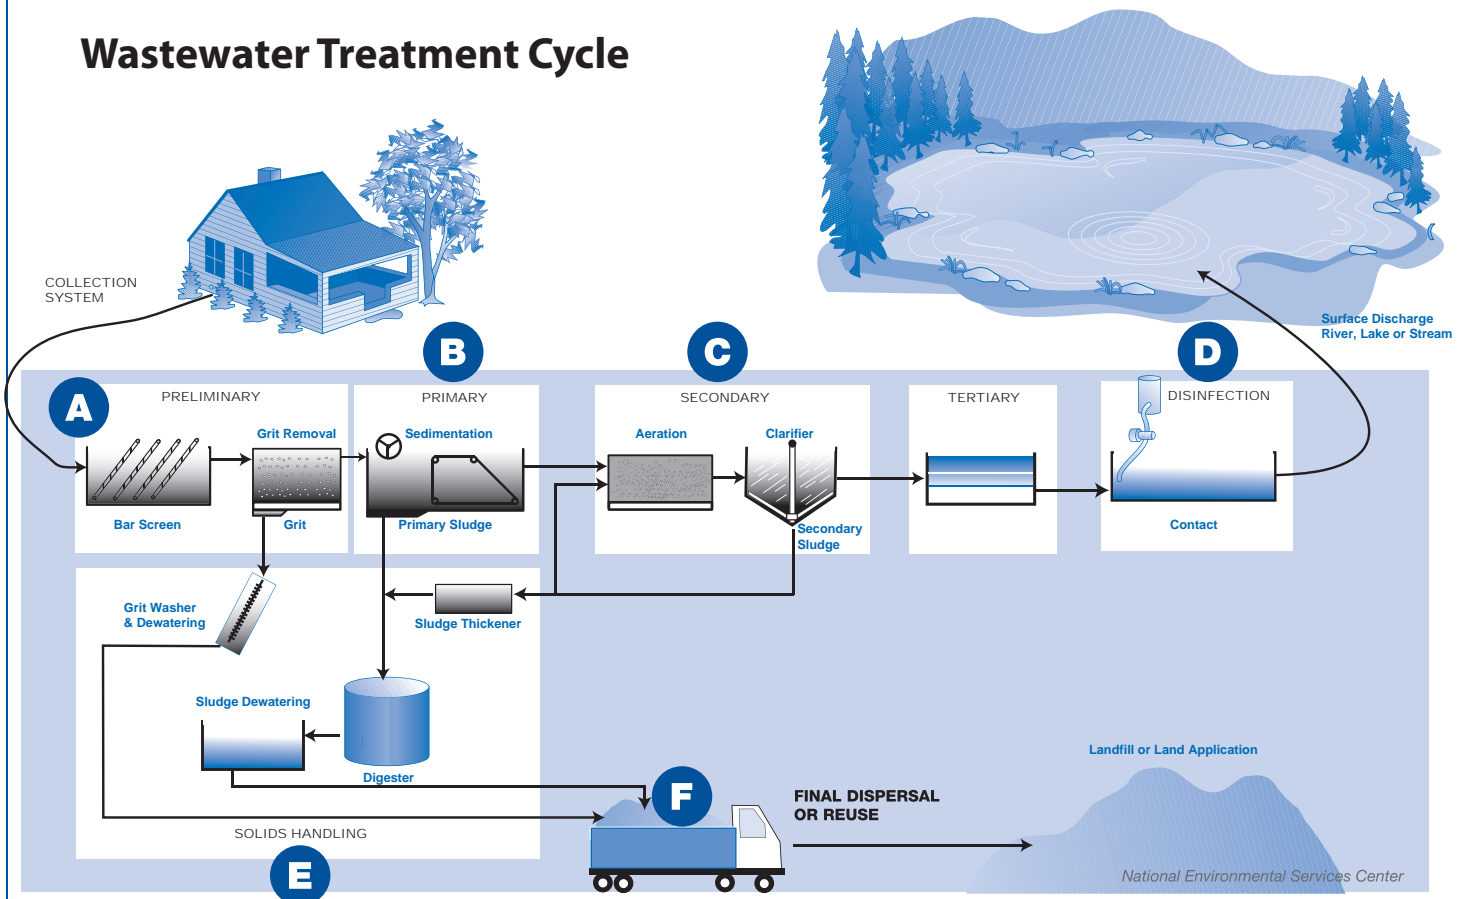 Wastewater Treatment Cycle
COLLECTION
SYSTEM
Surface Discharge
River, Lake or Stream
A
B
C
D
PRELIMINARY
PRIMARY
SECONDARY
TERTIARY
DISINFECTION
Grit Removal
Sedimentation
Aeration
Clarifier
Bar Screen
Grit
Primary Sludge
Secondary
Sludge
Contact
Grit Washer
& Dewatering
Sludge Thickener
Sludge Dewatering
Digester
SOLIDS HANDLING
E
F
FINAL DISPERSAL
OR REUSE
Landfill or Land Application
National Environmental Services Center